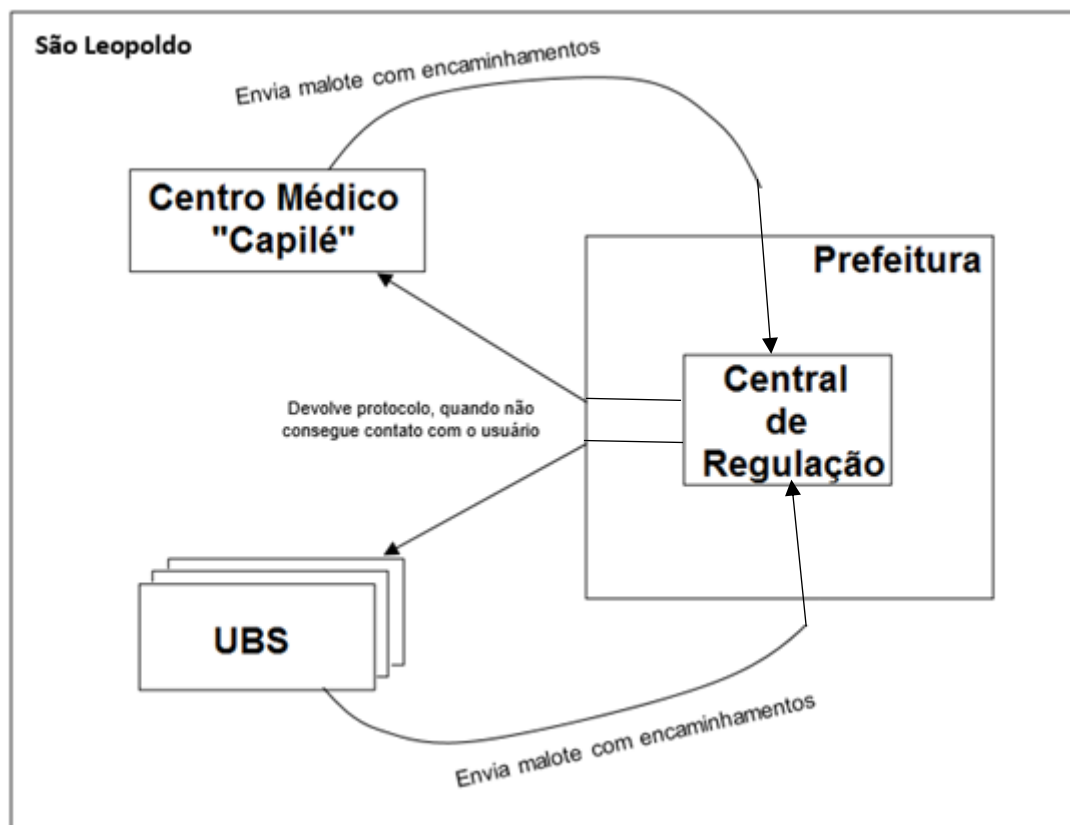 São Leopoldo
Envia malote com encaminhamentos
Centro Médico
"Capilé"
Prefeitura
Central
de
Regulação
Devolve protocolo, quando não
consegue contato com o usuário
UBS
Envia malote com encaminhamentos